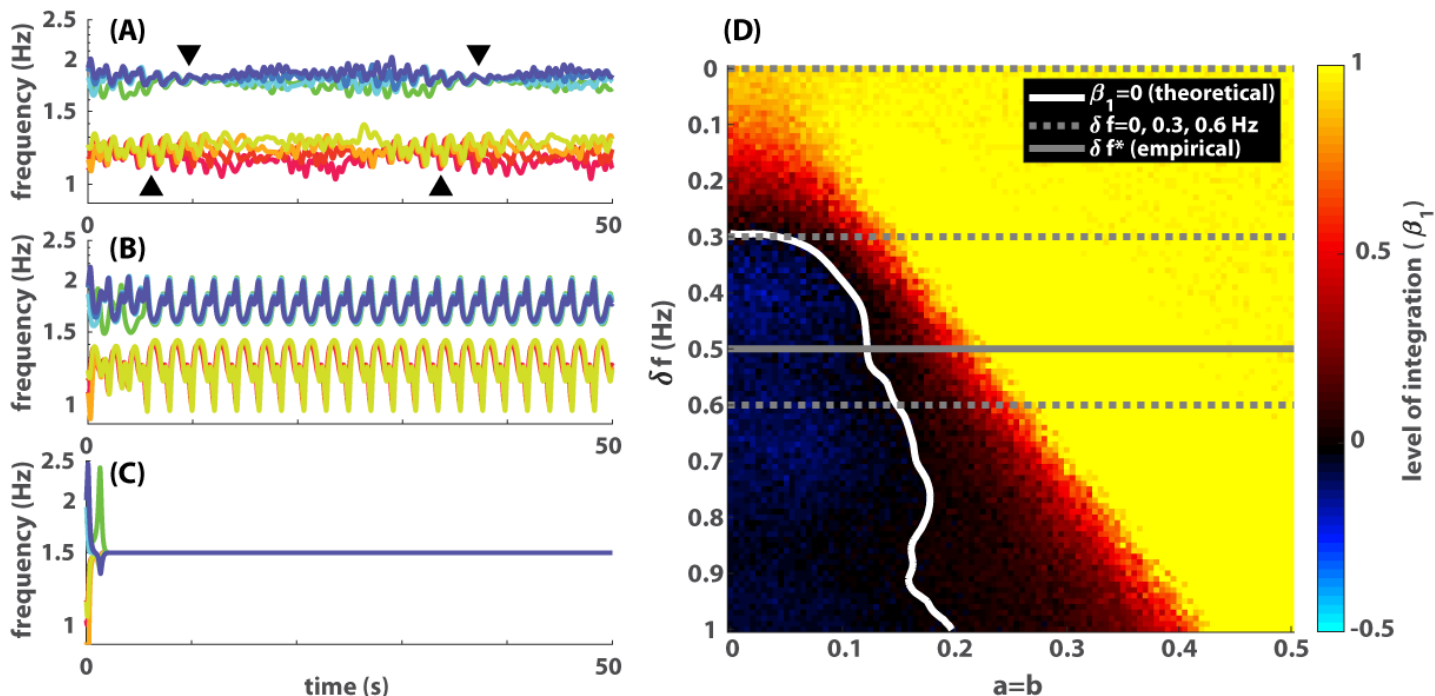 (A)
frequency (Hz)
2.5
2
1.5
1
0
50
(B)
frequency (Hz)
2.5
2
1.5
1
0
50
(C)
frequency (Hz)
2.5
2
1.5
1
0
50
time (s)
(D)
β1=0 (theoretical)
δ f=0, 0.3, 0.6 Hz
δ f* (empirical)
δ f (Hz)
0
0.1
0.2
0.3
0.4
0.5
0.6
0.7
0.8
0.9
1
0
0.1
0.2
0.3
0.4
0.5
a=b
1
0.5
0
-0.5
level of integration (β1)